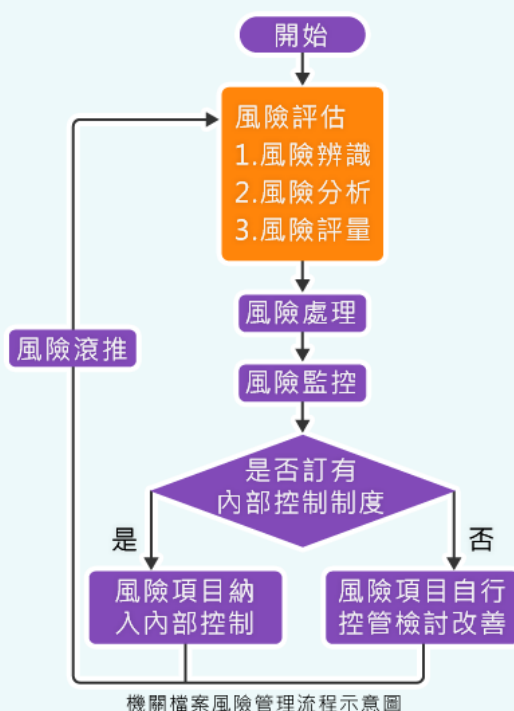 開始
風險評估
1.風險辨識
2.風險分析
3.風險評量
風險處理
風險滾推
風險監控
是否訂有
內部控制制度
是
否
風險項目納
入內部控制
風險項目自行
控管檢討改善
機關檔案風險管理流程示意圖